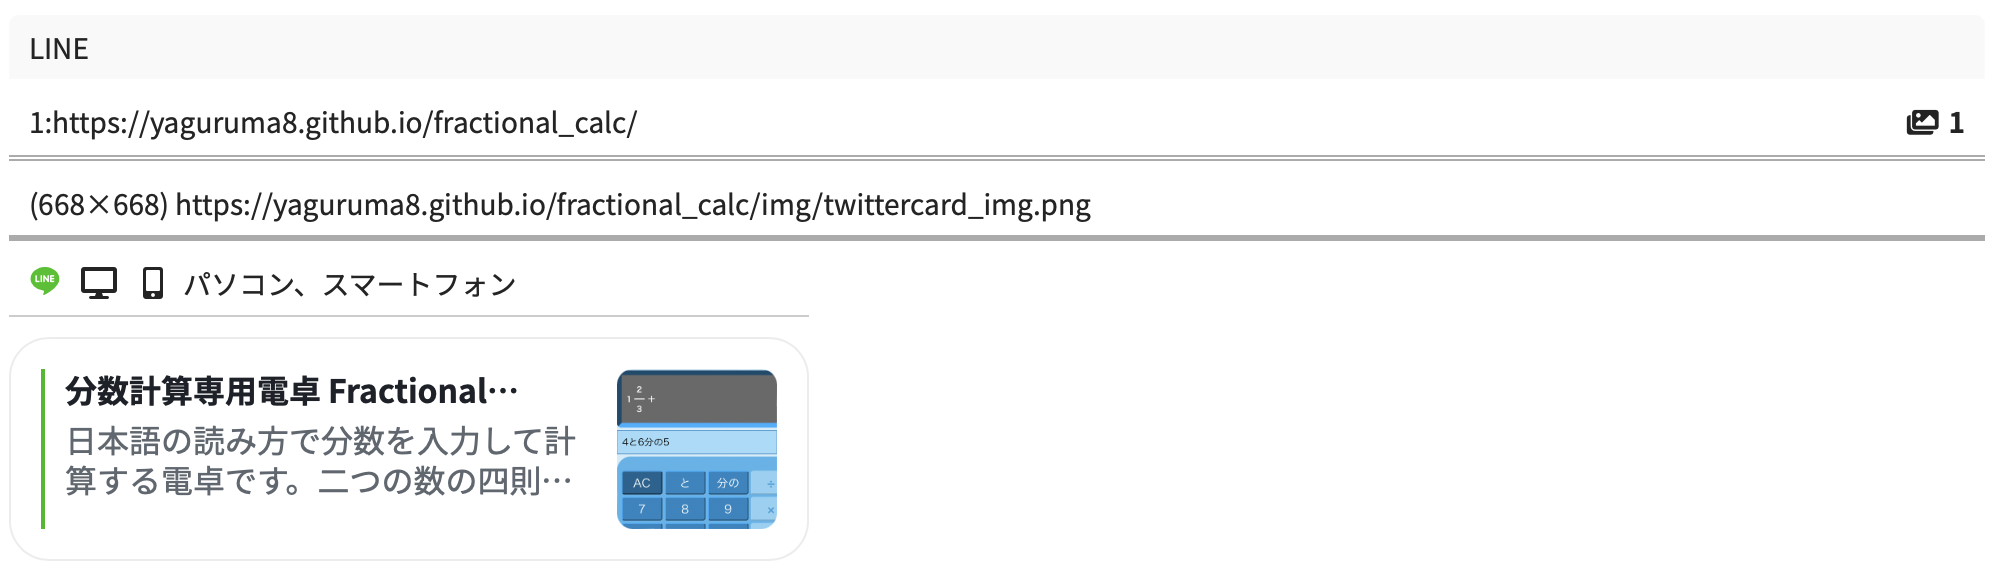 LINE
1:https://yaguruma8.github.io/fractional_calc/
1
(668×668) https://yaguruma8.github.io/fractional_calc/img/twittercard_img.png
LINE
パソコン、スマートフォン
分数計算専用電卓 Fractional…
日本語の読み方で分数を入力して計
算する電卓です。二つの数の四則…
1 2/3 +
4と6分の5
AC と 分の ÷
7 8 9 ×